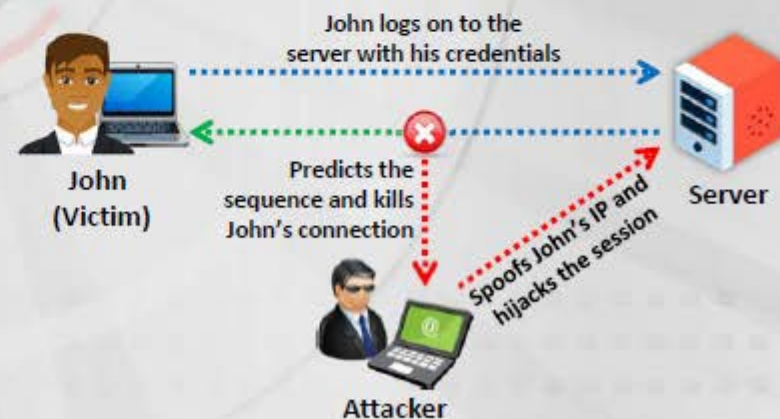 John logs on to the
server with his credentials
John
(Victim)
Predicts the
sequence and kills
John's connection
Server
Spoofs John's IP and
hijacks the session
@
Attacker